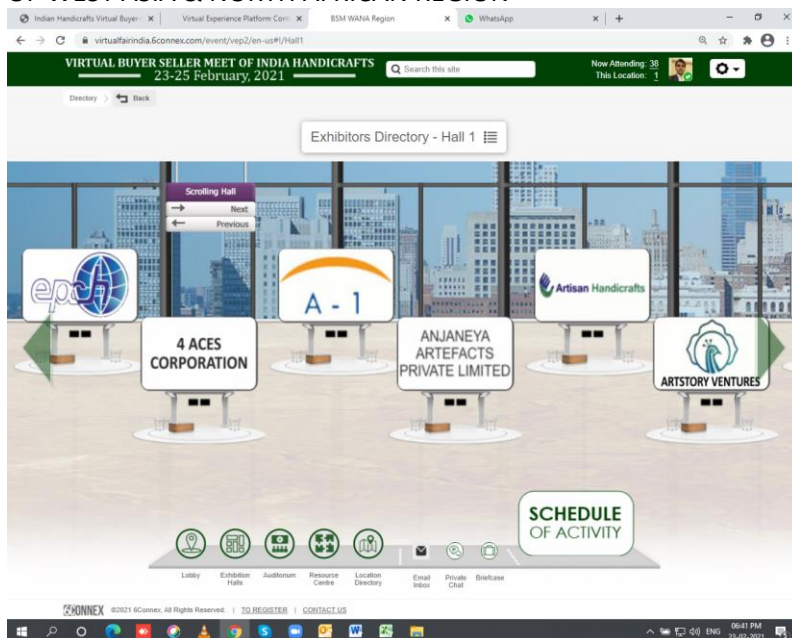 OF WEST ASIA & NORTH AFRICAN REGION
Indian Handicrafts Virtual Buyer-
Virtual Experience Platform Com
BSM WANA Region
WhatsApp
virtualfairindia.6connex.com/event/vep2/en-us#!/Hall1
VIRTUAL BUYER SELLER MEET OF INDIA HANDICRAFTS
23-25 February, 2021
Search this site
Now Attending: 38
This Location: 1
Directory
Back
Exhibitors Directory - Hall 1
Scrolling Hall
Next
Previous
epch
A - 1
Artisan Handicrafts
4 ACES
CORPORATION
ANJANEYA
ARTEFACTS
PRIVATE LIMITED
ARTSTORY VENTURES
SCHEDULE
OF ACTIVITY
Lobby
Exhibition
Halls
Auditorium
Resource
Centre
Location
Directory
Email
Inbox
Private
Chat
Briefcase
6CONNEX ©2021 6Connex, All Rights Reserved. | TO REGISTER | CONTACT US
ENG
06:41 PM
23-02-2021